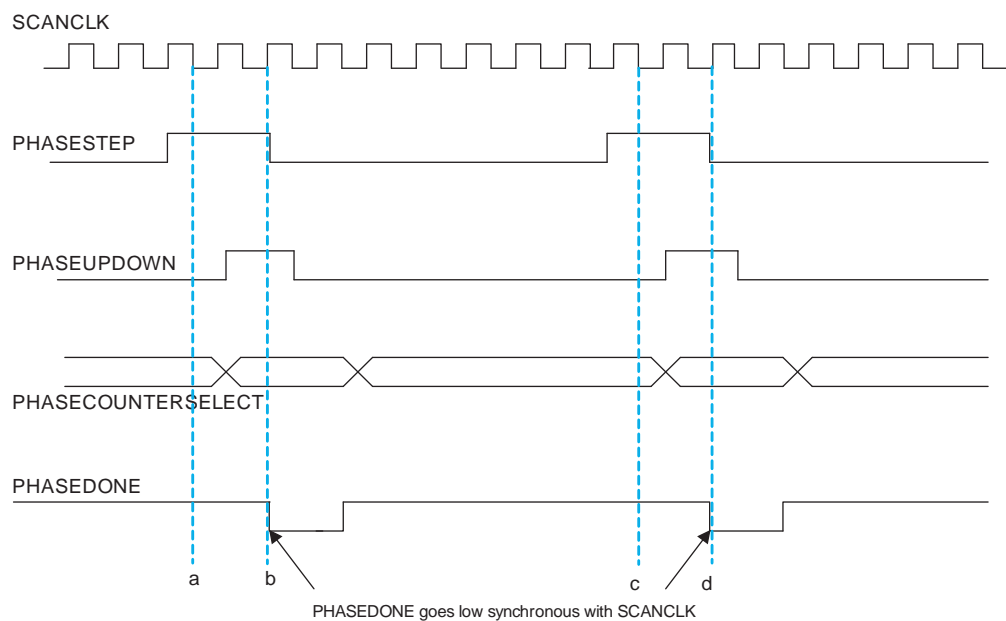 SCANCLK
PHASESTEP
PHASEUPDOWN
PHASECOUNTERSELECT
PHASEDONE
a b c d
PHASEDONE goes low synchronous with SCANCLK